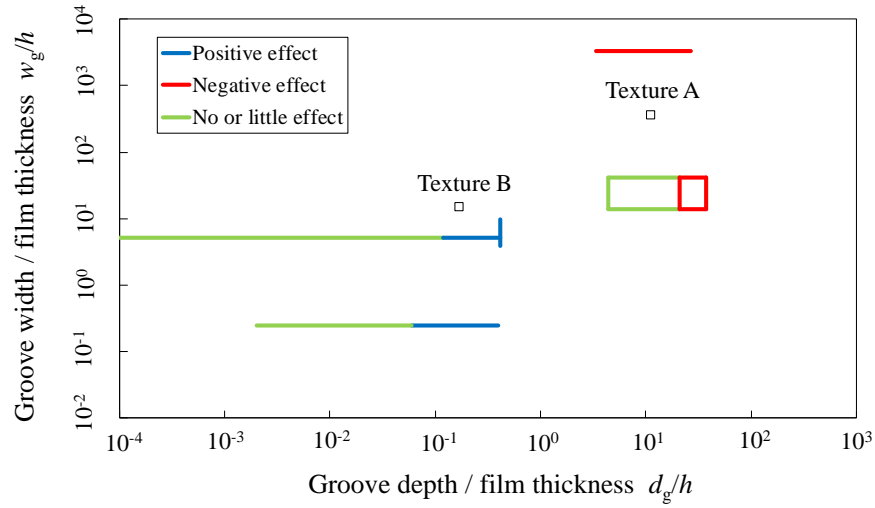 Groove width / film thickness w_g/h
10^4
10^3
10^2
10^1
10^0
10^-1
10^-2
Positive effect
Negative effect
No or little effect
Texture A
Texture B
10^-4 10^-3 10^-2 10^-1 10^0 10^1 10^2 10^3
Groove depth / film thickness d_g/h